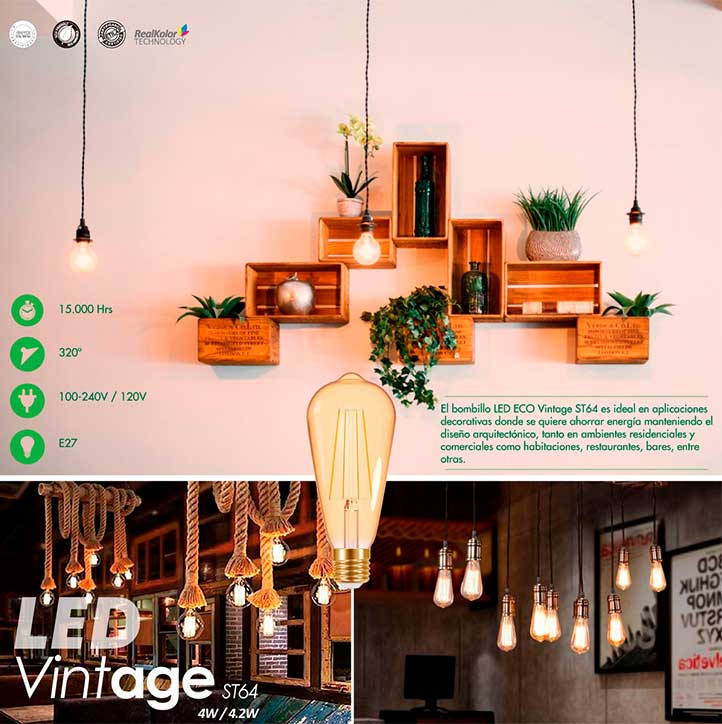 RealKolor
TECHNOLOGY
15.000 Hrs
320°
100-240V / 120V
E27
El bombillo LED ECO Vintage ST64 es ideal en aplicaciones
decorativas donde se quiere ahorrar energía manteniendo el
diseño arquitectónico, tanto en ambientes residenciales y
comerciales como habitaciones, restaurantes, bares, entre
otras.
LED
Vintage ST64
4W / 4.2W
ABCD
Helvetica